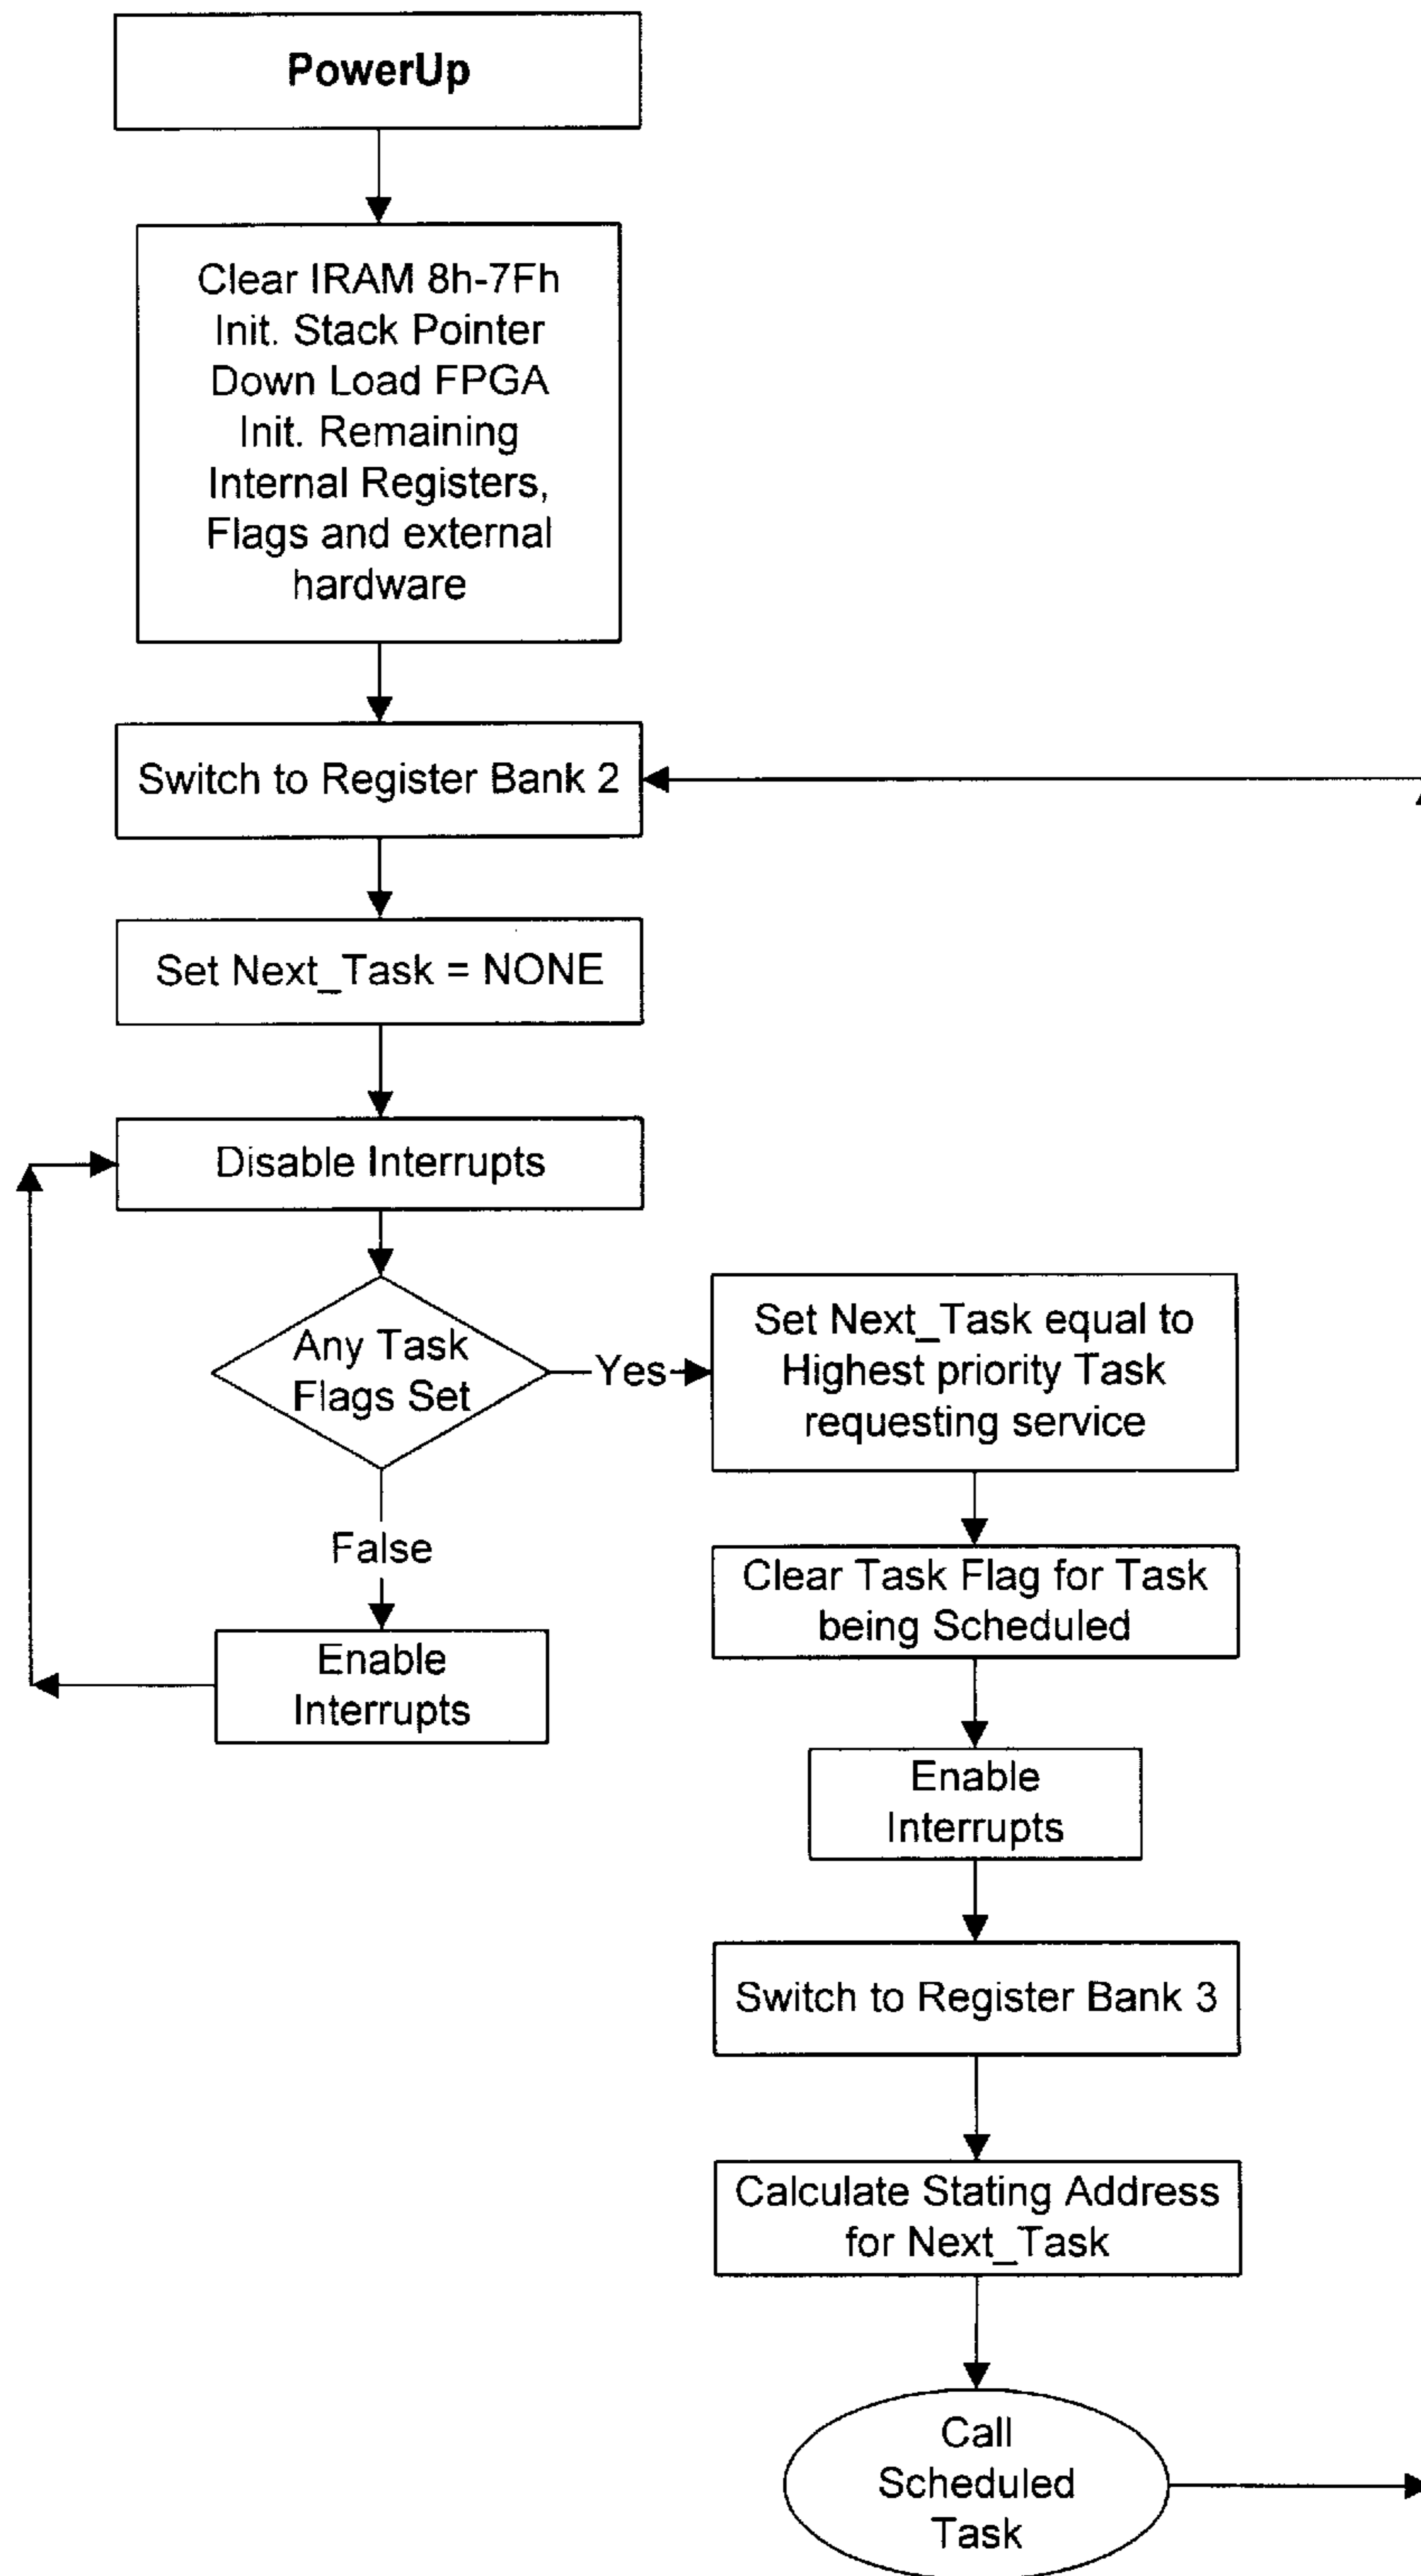 PowerUp
Clear IRAM 8h-7Fh
Init. Stack Pointer
Down Load FPGA
Init. Remaining
Internal Registers,
Flags and external
hardware
Switch to Register Bank 2
Set Next_Task = NONE
Disable Interrupts
Any Task
Flags Set
Yes
False
Enable
Interrupts
Set Next_Task equal to
Highest priority Task
requesting service
Clear Task Flag for Task
being Scheduled
Enable
Interrupts
Switch to Register Bank 3
Calculate Stating Address
for Next_Task
Call
Scheduled
Task